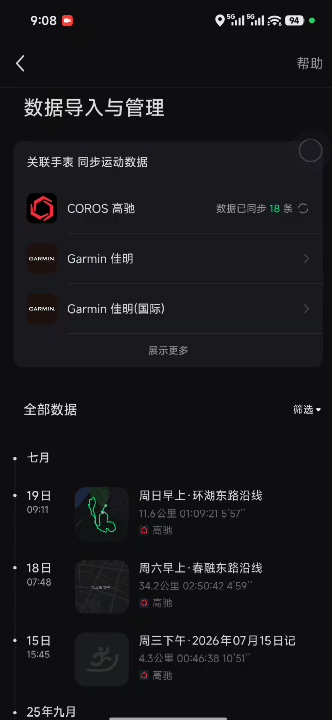 9:08
5G 5G 94
帮助
数据导入与管理
关联手表 同步运动数据
COROS 高驰
数据已同步 18 条
GARMIN.
Garmin 佳明
GARMIN.
Garmin 佳明(国际)
展示更多
全部数据
筛选
七月
19日
09:11
周日早上·环湖东路沿线
11.6公里 01:09:21 5'57''
高驰
18日
07:48
周六早上·春融东路沿线
34.2公里 02:50:42 4'59''
高驰
15日
15:45
周三下午·2026年07月15日记
4.3公里 00:46:38 10'51''
高驰
25年九月